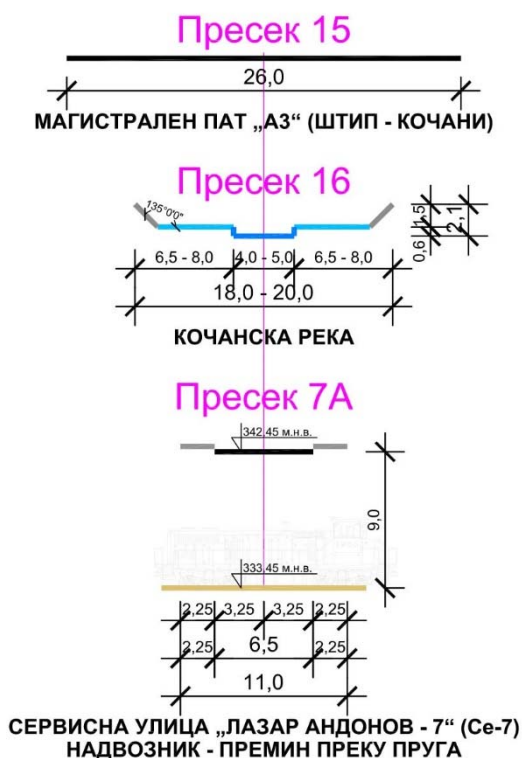 Пресек 15
26,0
МАГИСТРАЛЕН ПАТ „А3“ (ШТИП - КОЧАНИ)
Пресек 16
135°0'0"
1,5
2,1
0,6
6,5 - 8,0 4,0 - 5,0 6,5 - 8,0
18,0 - 20,0
КОЧАНСКА РЕКА
Пресек 7А
342,45 м.н.в.
9,0
333,45 м.н.в.
2,25 3,25 3,25 2,25
2,25 6,5 2,25
11,0
СЕРВИСНА УЛИЦА „ЛАЗАР АНДОНОВ - 7“ (Се-7)
НАДВОЗНИК - ПРЕМИН ПРЕКУ ПРУГА